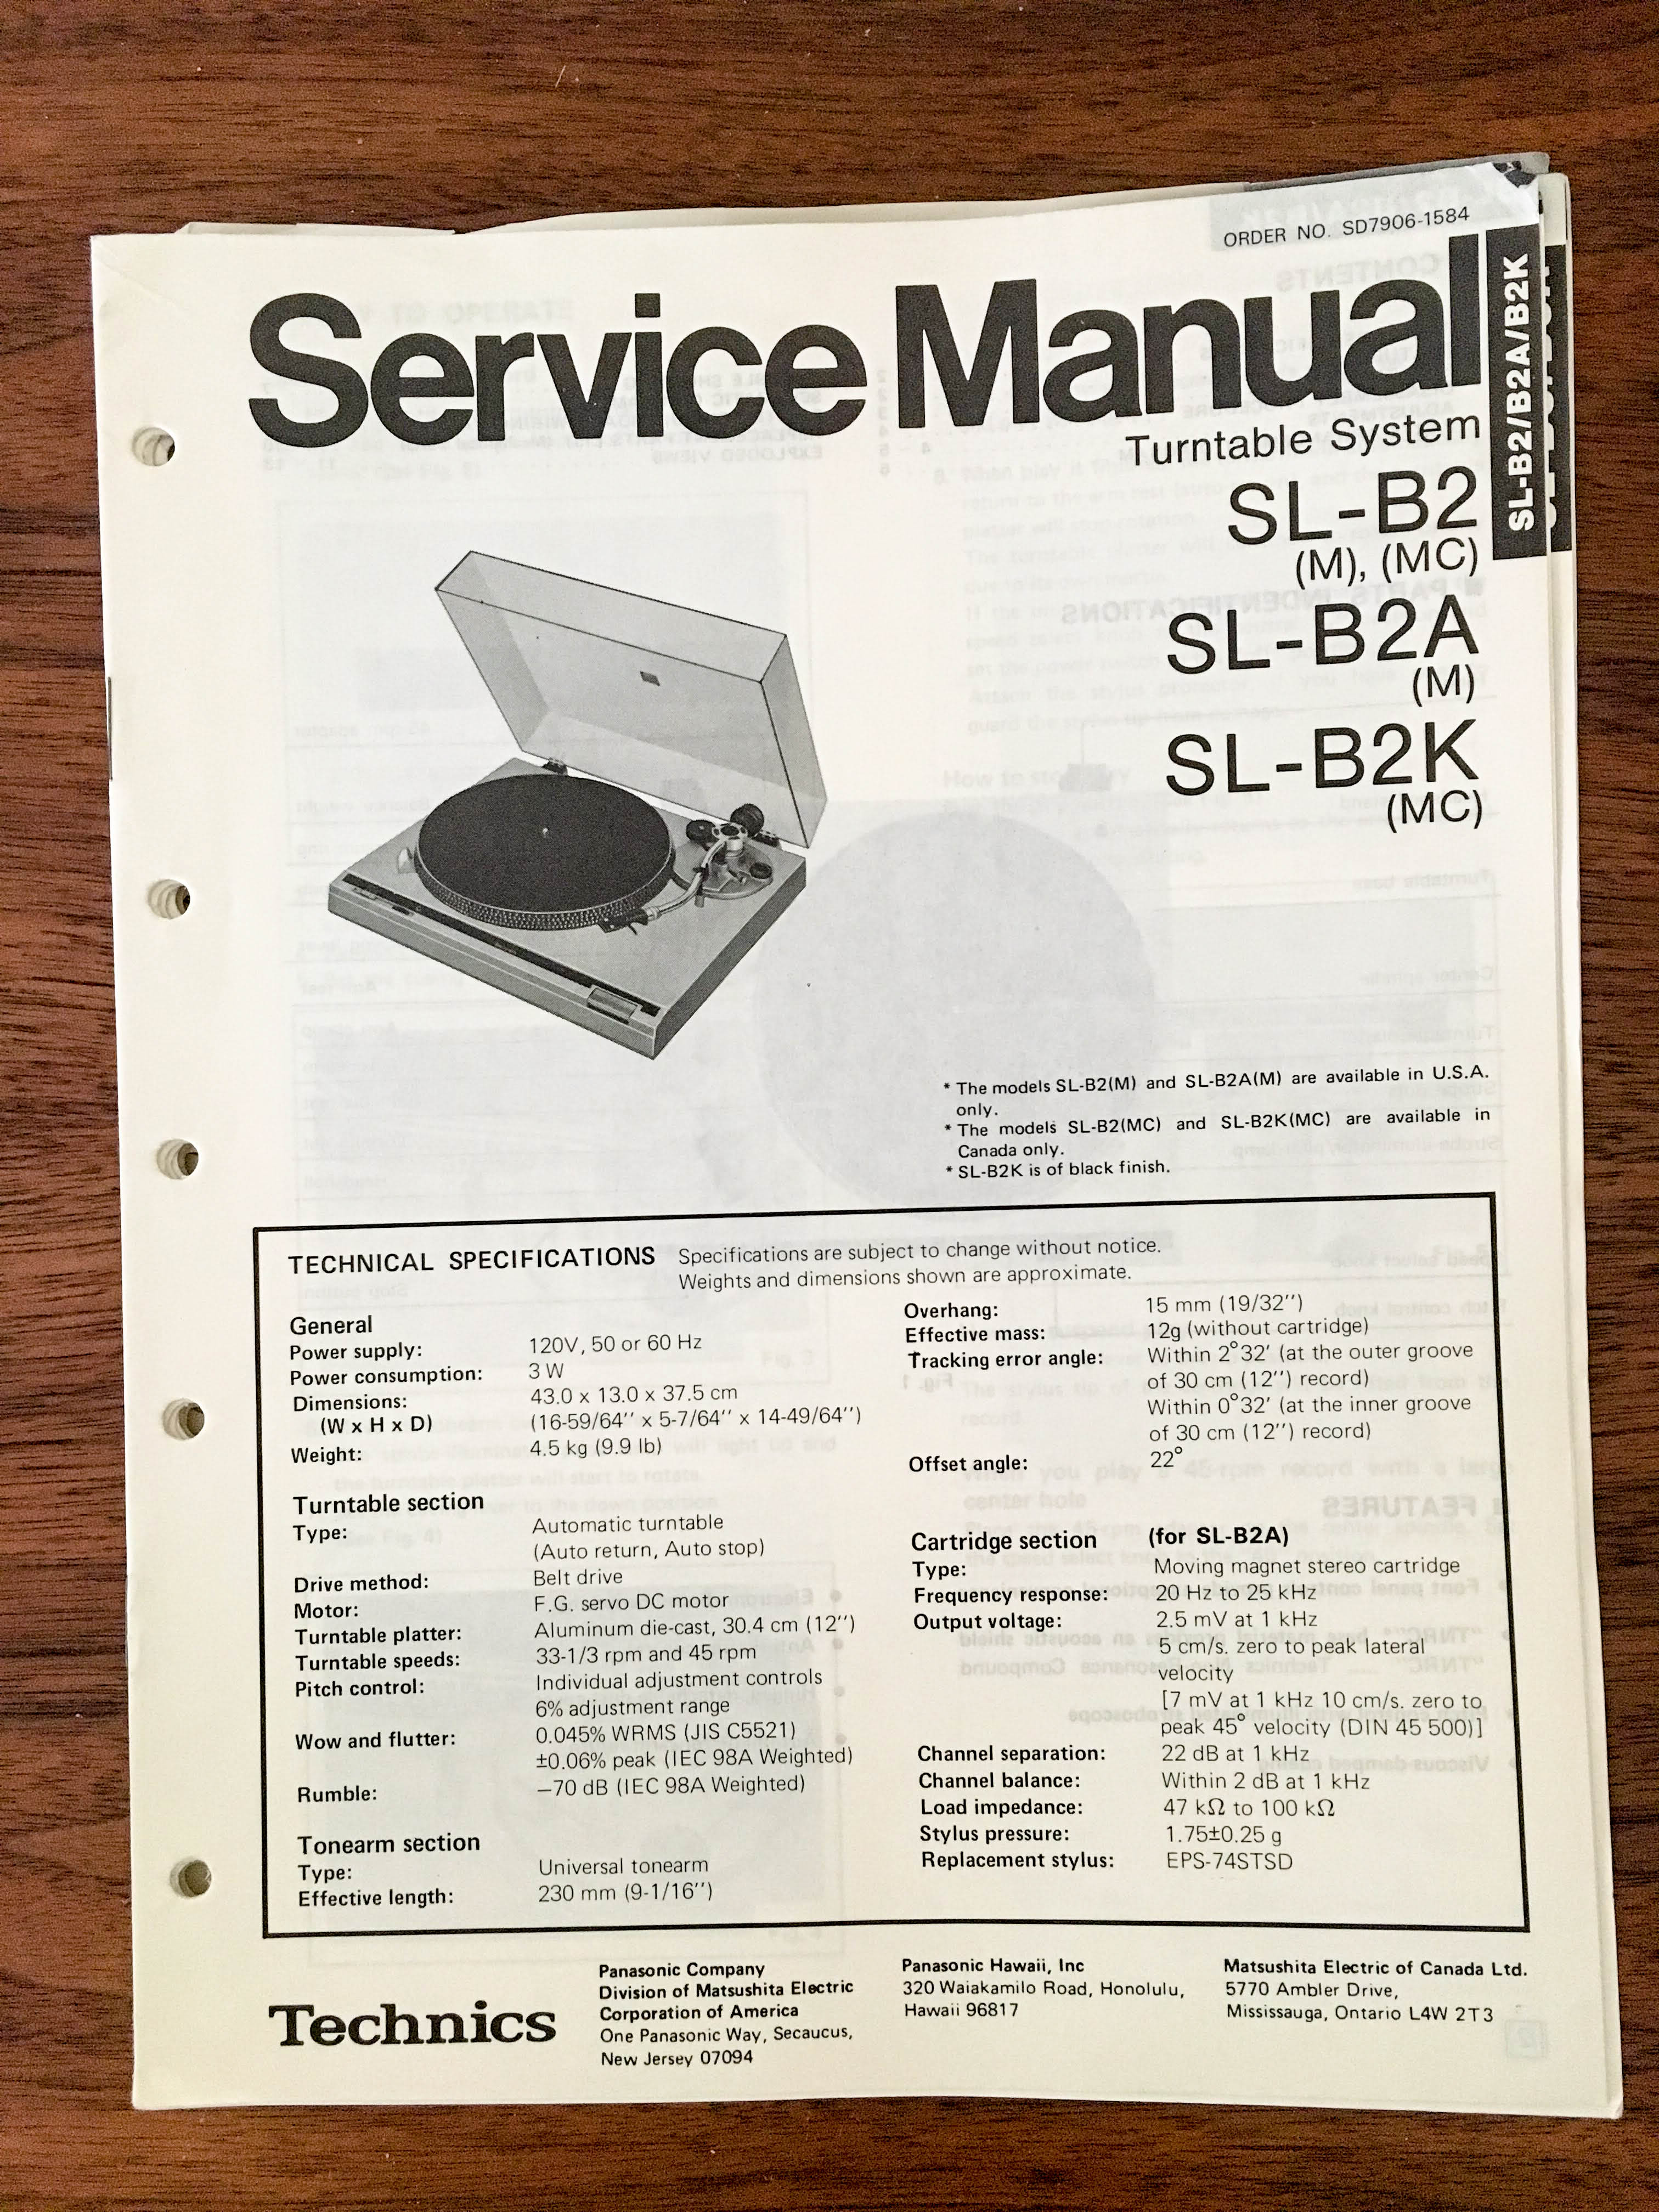 ORDER NO. SD7906-1584
Service Manual
SL-B2/B2A/B2K
Turntable System
SL-B2
(M), (MC)
SL-B2A
(M)
SL-B2K
(MC)
* The models SL-B2(M) and SL-B2A(M) are available in U.S.A.
only.
* The models SL-B2(MC) and SL-B2K(MC) are available in
Canada only.
* SL-B2K is of black finish.
TECHNICAL SPECIFICATIONS Specifications are subject to change without notice.
Weights and dimensions shown are approximate.
General
Power supply: 120V, 50 or 60 Hz
Power consumption: 3 W
Dimensions: 43.0 x 13.0 x 37.5 cm
(W x H x D) (16-59/64'' x 5-7/64'' x 14-49/64'')
Weight: 4.5 kg (9.9 lb)
Turntable section
Type: Automatic turntable
(Auto return, Auto stop)
Drive method: Belt drive
Motor: F.G. servo DC motor
Turntable platter: Aluminum die-cast, 30.4 cm (12'')
Turntable speeds: 33-1/3 rpm and 45 rpm
Pitch control: Individual adjustment controls
6% adjustment range
Wow and flutter: 0.045% WRMS (JIS C5521)
±0.06% peak (IEC 98A Weighted)
Rumble: −70 dB (IEC 98A Weighted)
Tonearm section
Type: Universal tonearm
Effective length: 230 mm (9-1/16'')
Overhang: 15 mm (19/32'')
Effective mass: 12g (without cartridge)
Tracking error angle: Within 2°32' (at the outer groove
of 30 cm (12'') record)
Within 0°32' (at the inner groove
of 30 cm (12'') record)
Offset angle: 22°
Cartridge section (for SL-B2A)
Type: Moving magnet stereo cartridge
Frequency response: 20 Hz to 25 kHz
Output voltage: 2.5 mV at 1 kHz
5 cm/s. zero to peak lateral
velocity
[7 mV at 1 kHz 10 cm/s. zero to
peak 45° velocity (DIN 45 500)]
Channel separation: 22 dB at 1 kHz
Channel balance: Within 2 dB at 1 kHz
Load impedance: 47 kΩ to 100 kΩ
Stylus pressure: 1.75±0.25 g
Replacement stylus: EPS-74STSD
Technics
Panasonic Company
Division of Matsushita Electric
Corporation of America
One Panasonic Way, Secaucus,
New Jersey 07094
Panasonic Hawaii, Inc
320 Waiakamilo Road, Honolulu,
Hawaii 96817
Matsushita Electric of Canada Ltd.
5770 Ambler Drive,
Mississauga, Ontario L4W 2T3